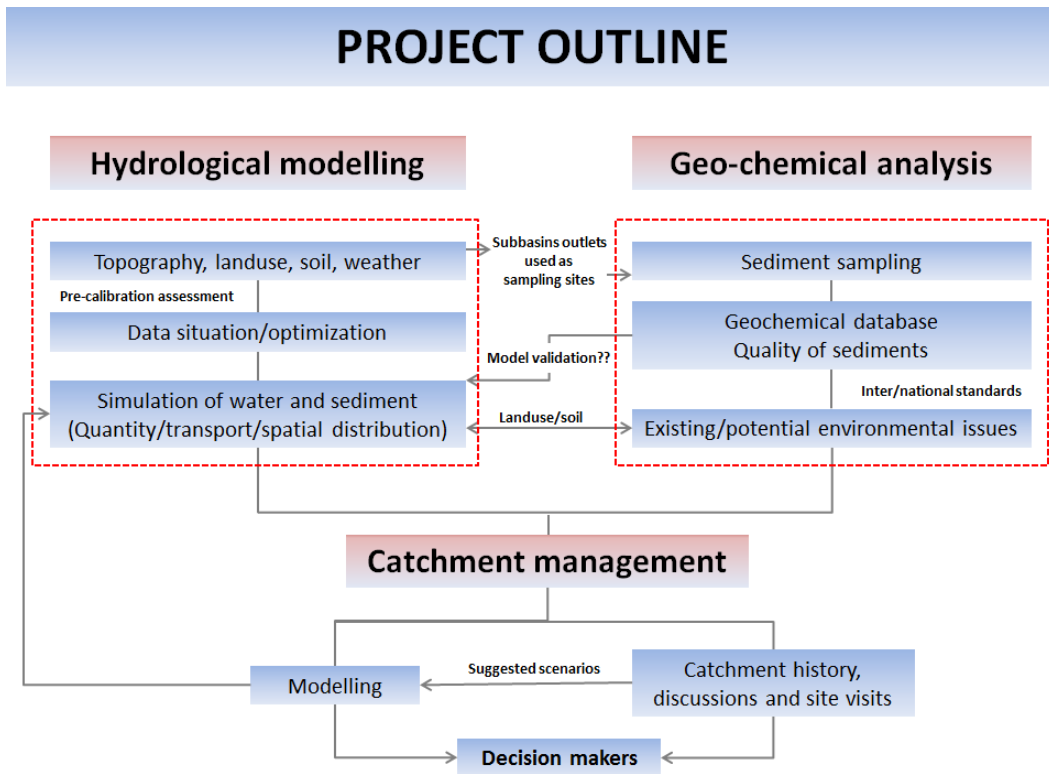 PROJECT OUTLINE
Hydrological modelling
Geo-chemical analysis
Topography, landuse, soil, weather
Subbasins outlets
used as
sampling sites
Sediment sampling
Pre-calibration assessment
Data situation/optimization
Geochemical database
Quality of sediments
Model validation??
Inter/national standards
Simulation of water and sediment
(Quantity/transport/spatial distribution)
Landuse/soil
Existing/potential environmental issues
Catchment management
Modelling
Suggested scenarios
Catchment history,
discussions and site visits
Decision makers